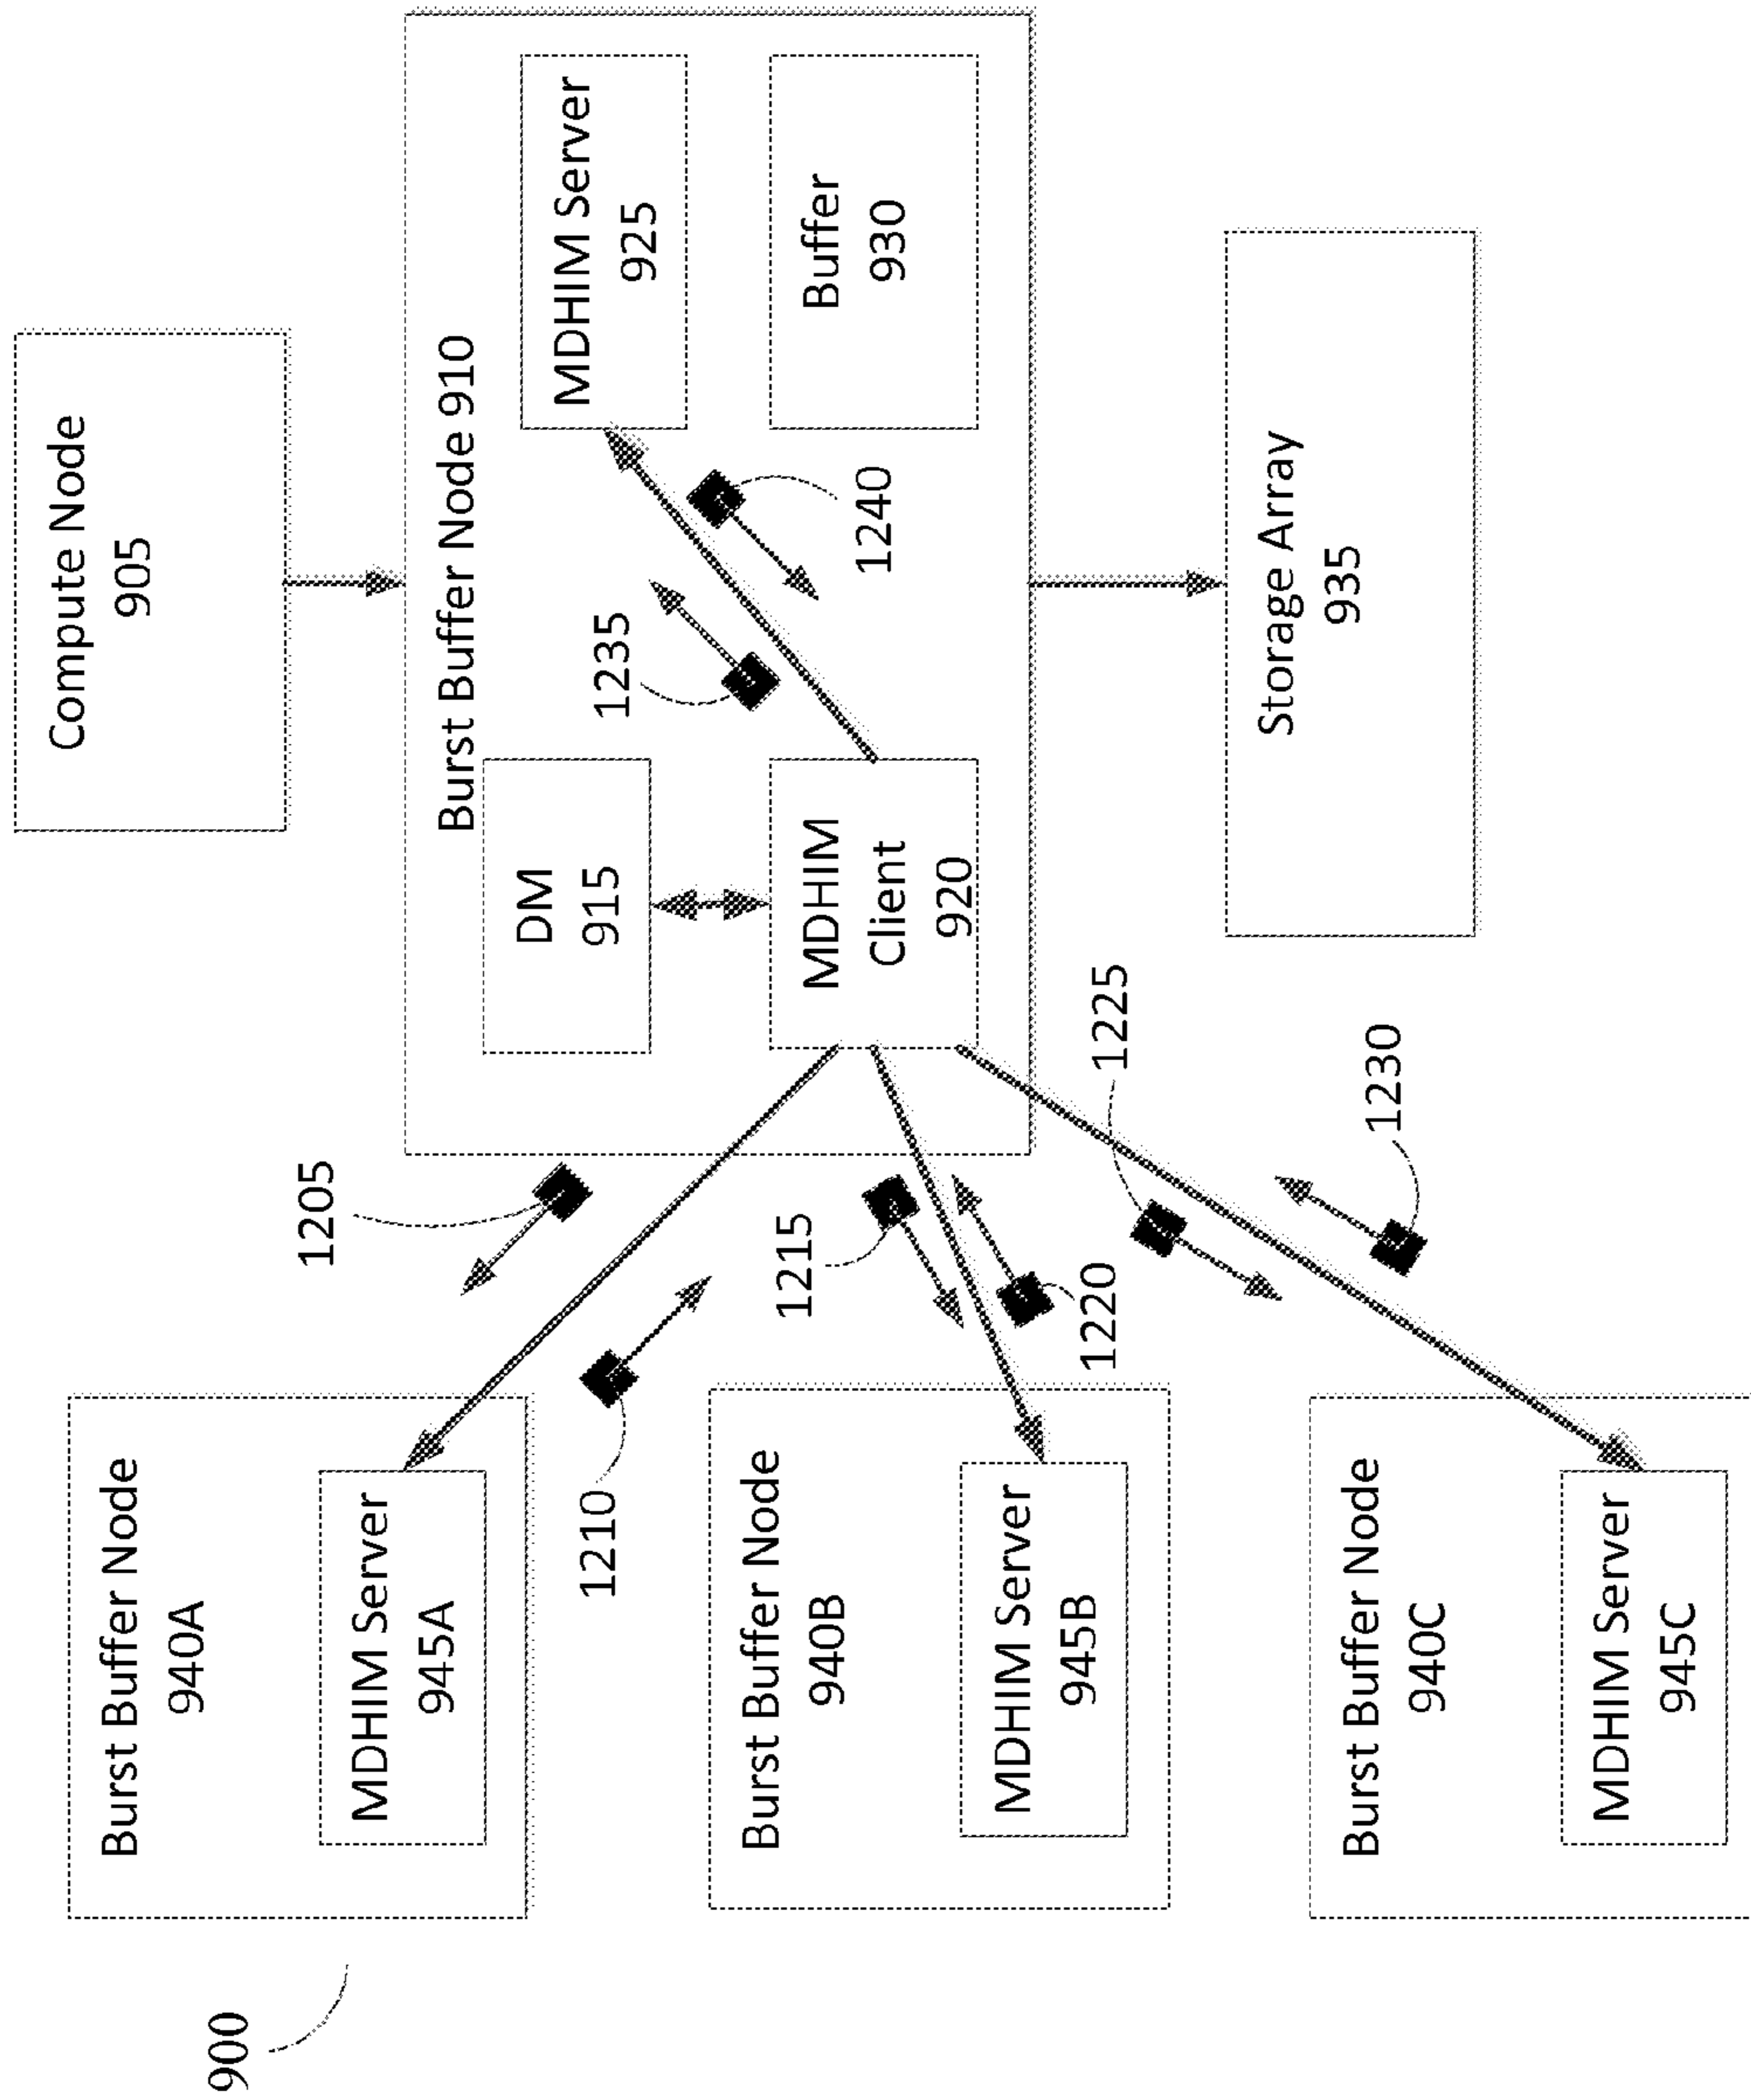 900
Compute Node
905
Burst Buffer Node 910
DM
915
MDHIM
Client
920
MDHIM Server
925
Buffer
930
1235
1240
Storage Array
935
Burst Buffer Node
940A
MDHIM Server
945A
1205
1210
Burst Buffer Node
940B
MDHIM Server
945B
1215
1220
Burst Buffer Node
940C
MDHIM Server
945C
1225
1230